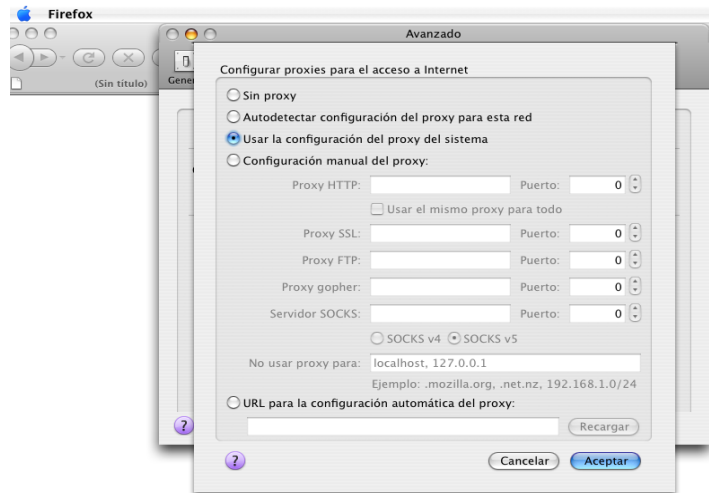 Firefox
Avanzado
(Sin título)
Configurar proxies para el acceso a Internet
Sin proxy
Autodetectar configuración del proxy para esta red
Usar la configuración del proxy del sistema
Configuración manual del proxy:
Proxy HTTP: Puerto: 0
Usar el mismo proxy para todo
Proxy SSL: Puerto: 0
Proxy FTP: Puerto: 0
Proxy gopher: Puerto: 0
Servidor SOCKS: Puerto: 0
SOCKS v4 SOCKS v5
No usar proxy para: localhost, 127.0.0.1
Ejemplo: .mozilla.org, .net.nz, 192.168.1.0/24
URL para la configuración automática del proxy:
Recargar
? ?
Cancelar Aceptar